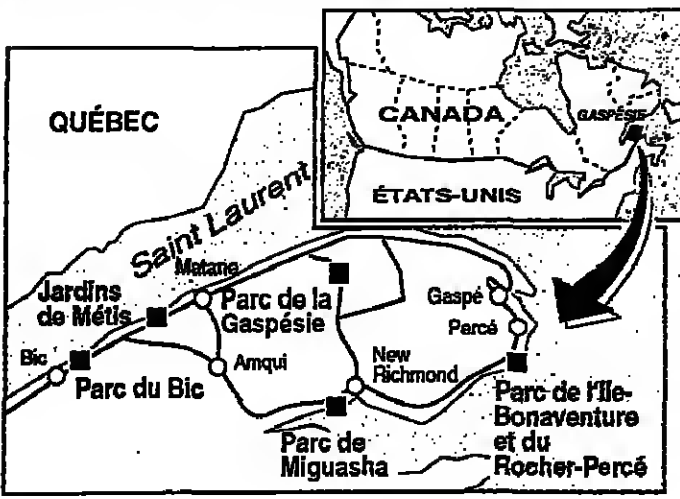 CANADA
GASPÉSIE
ÉTATS-UNIS
QUÉBEC
Saint Laurent
Matane
Jardins
de Métis
Parc de la
Gaspésie
Gaspé
Percé
Bic
Parc du Bic
Amqui
New
Richmond
Parc de
Miguasha
Parc de l'Ile-
Bonaventure
et du
Rocher-Percé